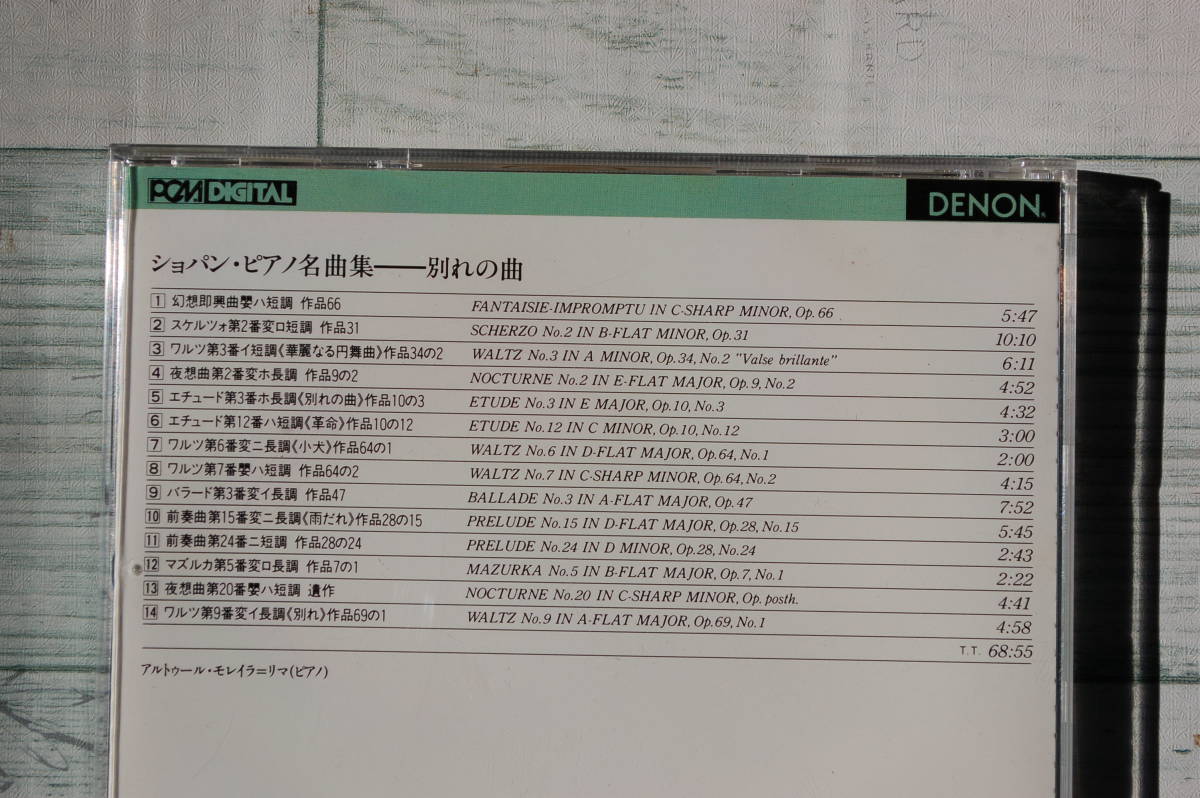 PCM DIGITAL
DENON
ショパン・ピアノ名曲集――別れの曲
1 幻想即興曲嬰ハ短調 作品66 FANTAISIE-IMPROMPTU IN C-SHARP MINOR, Op. 66 5:47
2 スケルツォ第2番変ロ短調 作品31 SCHERZO No.2 IN B-FLAT MINOR, Op.31 10:10
3 ワルツ第3番イ短調《華麗なる円舞曲》作品34の2 WALTZ No.3 IN A MINOR, Op.34, No.2 "Valse brillante" 6:11
4 夜想曲第2番変ホ長調 作品9の2 NOCTURNE No.2 IN E-FLAT MAJOR, Op.9, No.2 4:52
5 エチュード第3番ホ長調《別れの曲》作品10の3 ETUDE No.3 IN E MAJOR, Op.10, No.3 4:32
6 エチュード第12番ハ短調《革命》作品10の12 ETUDE No.12 IN C MINOR, Op.10, No.12 3:00
7 ワルツ第6番変ニ長調《小犬》作品64の1 WALTZ No.6 IN D-FLAT MAJOR, Op.64, No.1 2:00
8 ワルツ第7番嬰ハ短調 作品64の2 WALTZ No.7 IN C-SHARP MINOR, Op.64, No.2 4:15
9 バラード第3番変イ長調 作品47 BALLADE No.3 IN A-FLAT MAJOR, Op.47 7:52
10 前奏曲第15番変ニ長調《雨だれ》作品28の15 PRELUDE No.15 IN D-FLAT MAJOR, Op.28, No.15 5:45
11 前奏曲第24番ニ短調 作品28の24 PRELUDE No.24 IN D MINOR, Op.28, No.24 2:43
12 マズルカ第5番変ロ長調 作品7の1 MAZURKA No.5 IN B-FLAT MAJOR, Op.7, No.1 2:22
13 夜想曲第20番嬰ハ短調 遺作 NOCTURNE No.20 IN C-SHARP MINOR, Op. posth. 4:41
14 ワルツ第9番変イ長調《別れ》作品69の1 WALTZ No.9 IN A-FLAT MAJOR, Op.69, No.1 4:58
T.T. 68:55
アルトゥール・モレイラ=リマ(ピアノ)